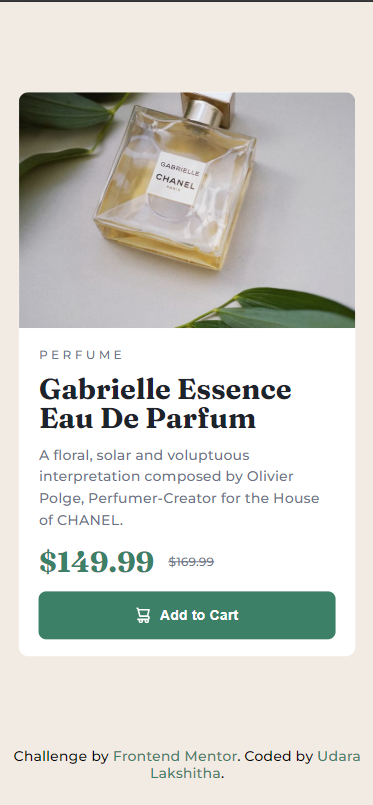 GABRIELLE
CHANEL
PARIS
PERFUME
Gabrielle Essence
Eau De Parfum
A floral, solar and voluptuous
interpretation composed by Olivier
Polge, Perfumer-Creator for the House
of CHANEL.
$149.99 $169.99
Add to Cart
Challenge by Frontend Mentor. Coded by Udara
Lakshitha.